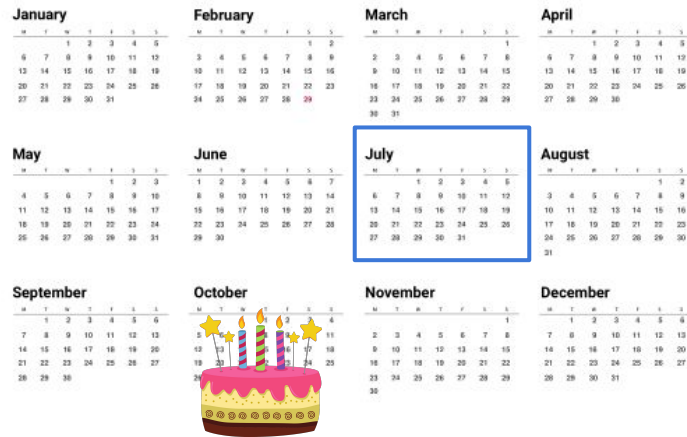 January
M T W T F S S
1 2 3 4 5
6 7 8 9 10 11 12
13 14 15 16 17 18 19
20 21 22 23 24 25 26
27 28 29 30 31
February
M T W T F S S
1 2
3 4 5 6 7 8 9
10 11 12 13 14 15 16
17 18 19 20 21 22 23
24 25 26 27 28 29
March
M T W T F S S
1
2 3 4 5 6 7 8
9 10 11 12 13 14 15
16 17 18 19 20 21 22
23 24 25 26 27 28 29
30 31
April
M T W T F S S
1 2 3 4 5
6 7 8 9 10 11 12
13 14 15 16 17 18 19
20 21 22 23 24 25 26
27 28 29 30
May
M T W T F S S
1 2 3
4 5 6 7 8 9 10
11 12 13 14 15 16 17
18 19 20 21 22 23 24
25 26 27 28 29 30 31
June
M T W T F S S
1 2 3 4 5 6 7
8 9 10 11 12 13 14
15 16 17 18 19 20 21
22 23 24 25 26 27 28
29 30
July
M T W T F S S
1 2 3 4 5
6 7 8 9 10 11 12
13 14 15 16 17 18 19
20 21 22 23 24 25 26
27 28 29 30 31
August
M T W T F S S
1 2
3 4 5 6 7 8 9
10 11 12 13 14 15 16
17 18 19 20 21 22 23
24 25 26 27 28 29 30
31
September
M T W T F S S
1 2 3 4 5 6
7 8 9 10 11 12 13
14 15 16 17 18 19 20
21 22 23 24 25 26 27
28 29 30
October
M T W T S S
2 4
5 11
12 18
19 25
November
M T W T F S S
1
2 3 4 5 6 7 8
9 10 11 12 13 14 15
16 17 18 19 20 21 22
23 24 25 26 27 28 29
30
December
M T W T F S S
1 2 3 4 5 6
7 8 9 10 11 12 13
14 15 16 17 18 19 20
21 22 23 24 25 26 27
28 29 30 31